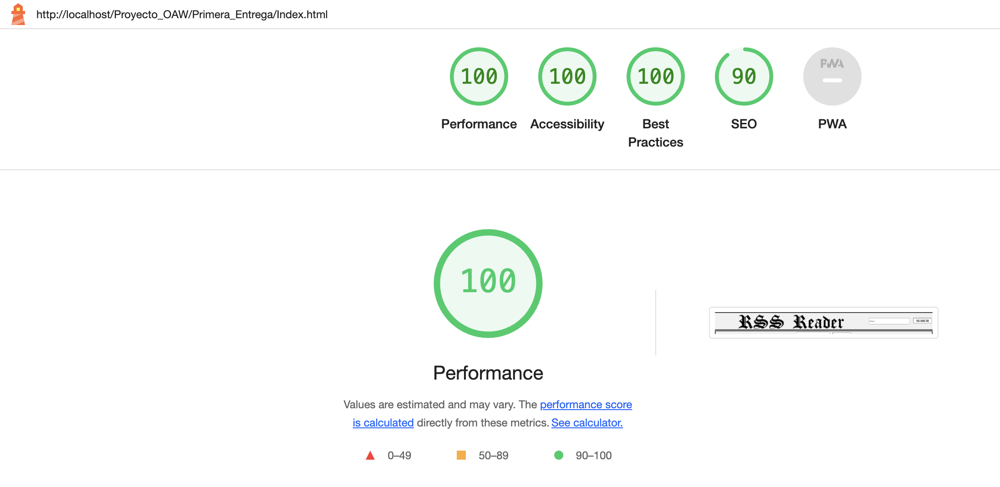 http://localhost/Proyecto_OAW/Primera_Entrega/Index.html
100 100 100 90 PWA
Performance Accessibility Best Practices SEO PWA
100
RSS Reader SEARCH
Performance
Values are estimated and may vary. The performance score
is calculated directly from these metrics. See calculator.
0–49 50–89 90–100